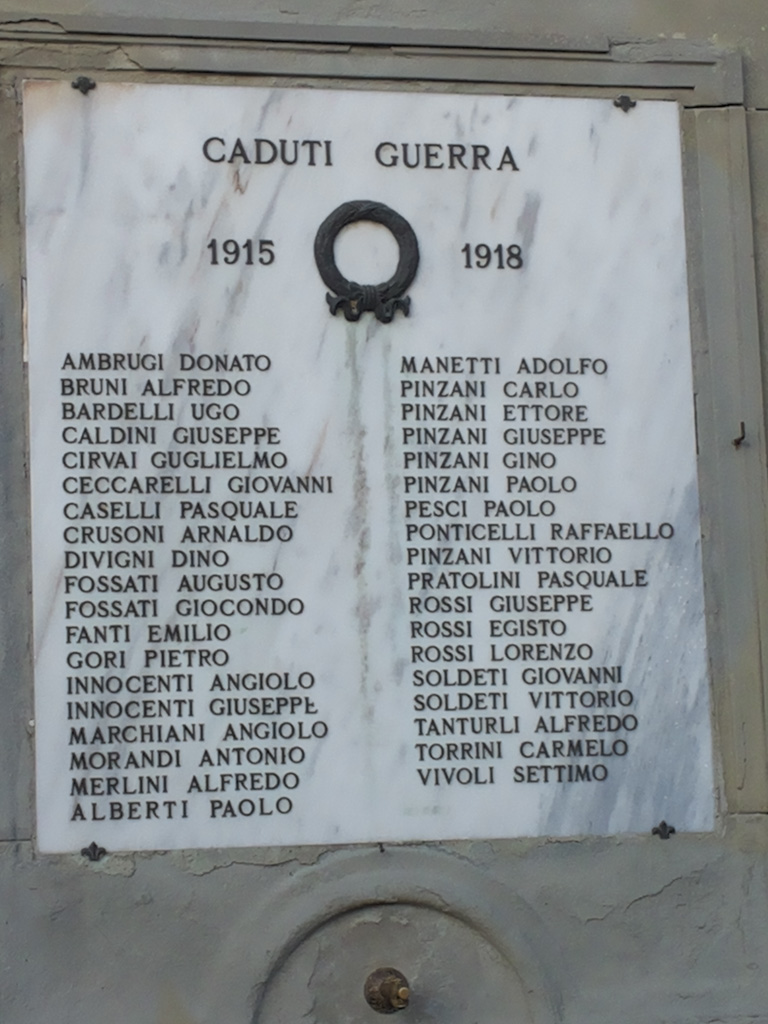 CADUTI GUERRA
1915 1918
AMBRUGI DONATO
BRUNI ALFREDO
BARDELLI UGO
CALDINI GIUSEPPE
CIRVAI GUGLIELMO
CECCARELLI GIOVANNI
CASELLI PASQUALE
CRUSONI ARNALDO
DIVIGNI DINO
FOSSATI AUGUSTO
FOSSATI GIOCONDO
FANTI EMILIO
GORI PIETRO
INNOCENTI ANGIOLO
INNOCENTI GIUSEPPE
MARCHIANI ANGIOLO
MORANDI ANTONIO
MERLINI ALFREDO
ALBERTI PAOLO
MANETTI ADOLFO
PINZANI CARLO
PINZANI ETTORE
PINZANI GIUSEPPE
PINZANI GINO
PINZANI PAOLO
PESCI PAOLO
PONTICELLI RAFFAELLO
PINZANI VITTORIO
PRATOLINI PASQUALE
ROSSI GIUSEPPE
ROSSI EGISTO
ROSSI LORENZO
SOLDETI GIOVANNI
SOLDETI VITTORIO
TANTURLI ALFREDO
TORRINI CARMELO
VIVOLI SETTIMO